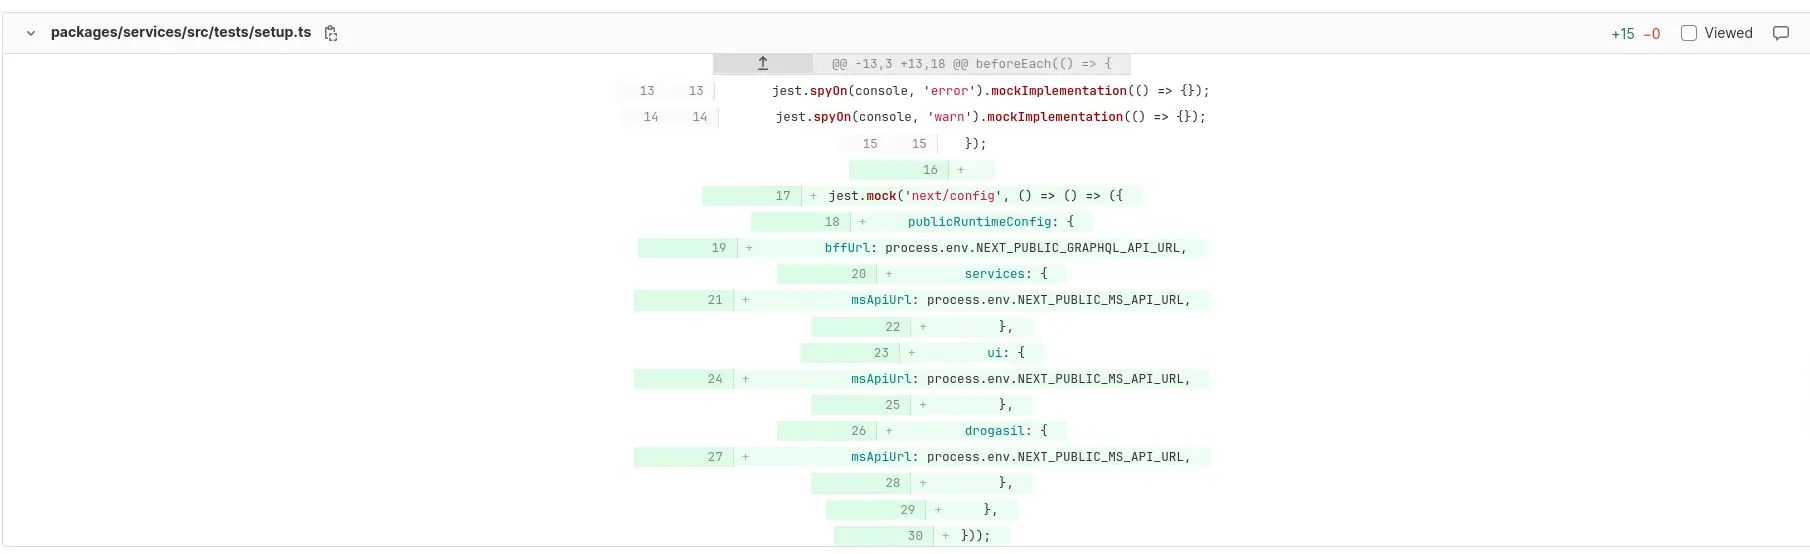 packages/services/src/tests/setup.ts +15 −0 Viewed
@@ -13,3 +13,18 @@ beforeEach(() => {
13 13 jest.spyOn(console, 'error').mockImplementation(() => {});
14 14 jest.spyOn(console, 'warn').mockImplementation(() => {});
15 15 });
16 +
17 + jest.mock('next/config', () => () => ({
18 + publicRuntimeConfig: {
19 + bffUrl: process.env.NEXT_PUBLIC_GRAPHQL_API_URL,
20 + services: {
21 + msApiUrl: process.env.NEXT_PUBLIC_MS_API_URL,
22 + },
23 + ui: {
24 + msApiUrl: process.env.NEXT_PUBLIC_MS_API_URL,
25 + },
26 + drogasil: {
27 + msApiUrl: process.env.NEXT_PUBLIC_MS_API_URL,
28 + },
29 + },
30 + }));